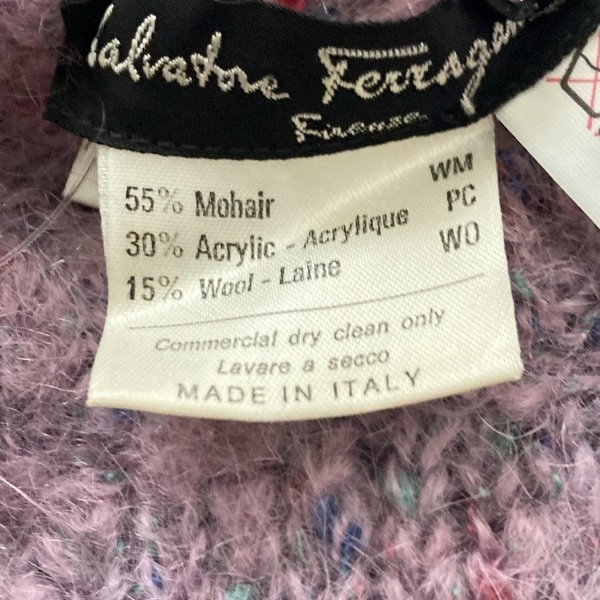 Salvatore Ferragam
Firenze
55% Mohair WM
30% Acrylic - Acrylique PC
15% Wool - Laine WO
Commercial dry clean only
Lavare a secco
MADE IN ITALY